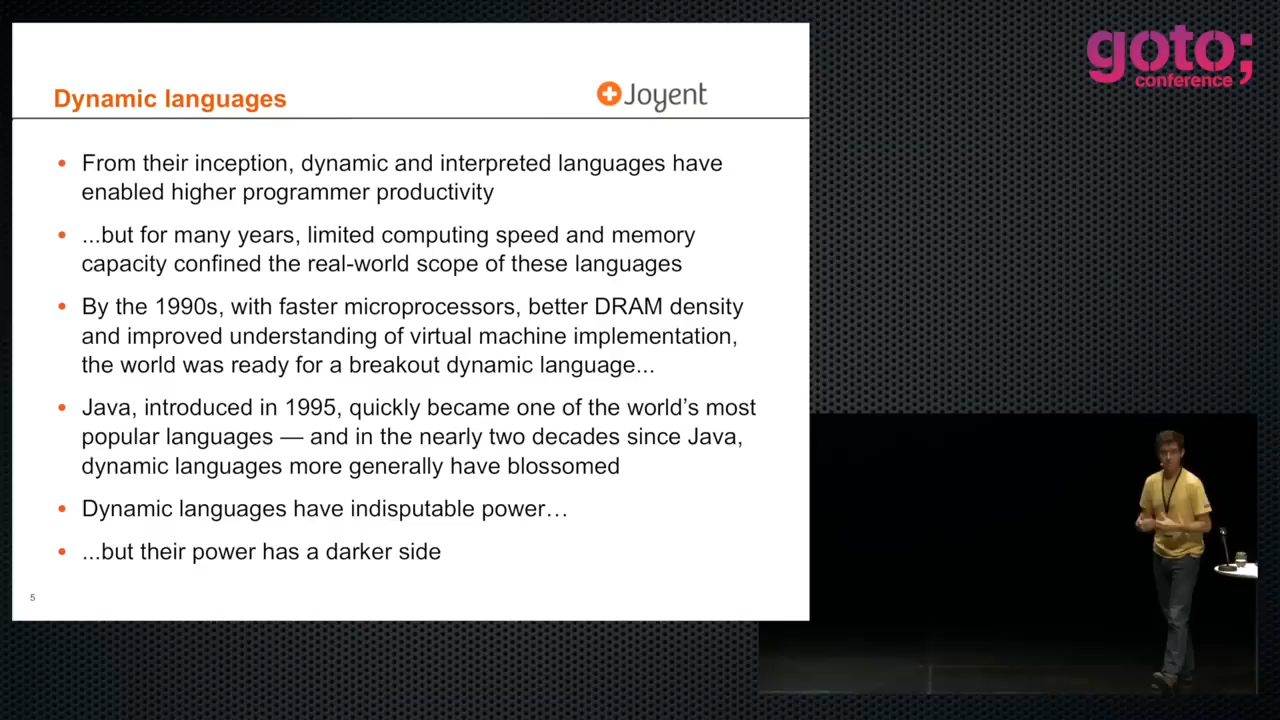 goto;
conference
Dynamic languages
Joyent
• From their inception, dynamic and interpreted languages have
enabled higher programmer productivity
• ...but for many years, limited computing speed and memory
capacity confined the real-world scope of these languages
• By the 1990s, with faster microprocessors, better DRAM density
and improved understanding of virtual machine implementation,
the world was ready for a breakout dynamic language...
• Java, introduced in 1995, quickly became one of the world's most
popular languages — and in the nearly two decades since Java,
dynamic languages more generally have blossomed
• Dynamic languages have indisputable power…
• ...but their power has a darker side
5